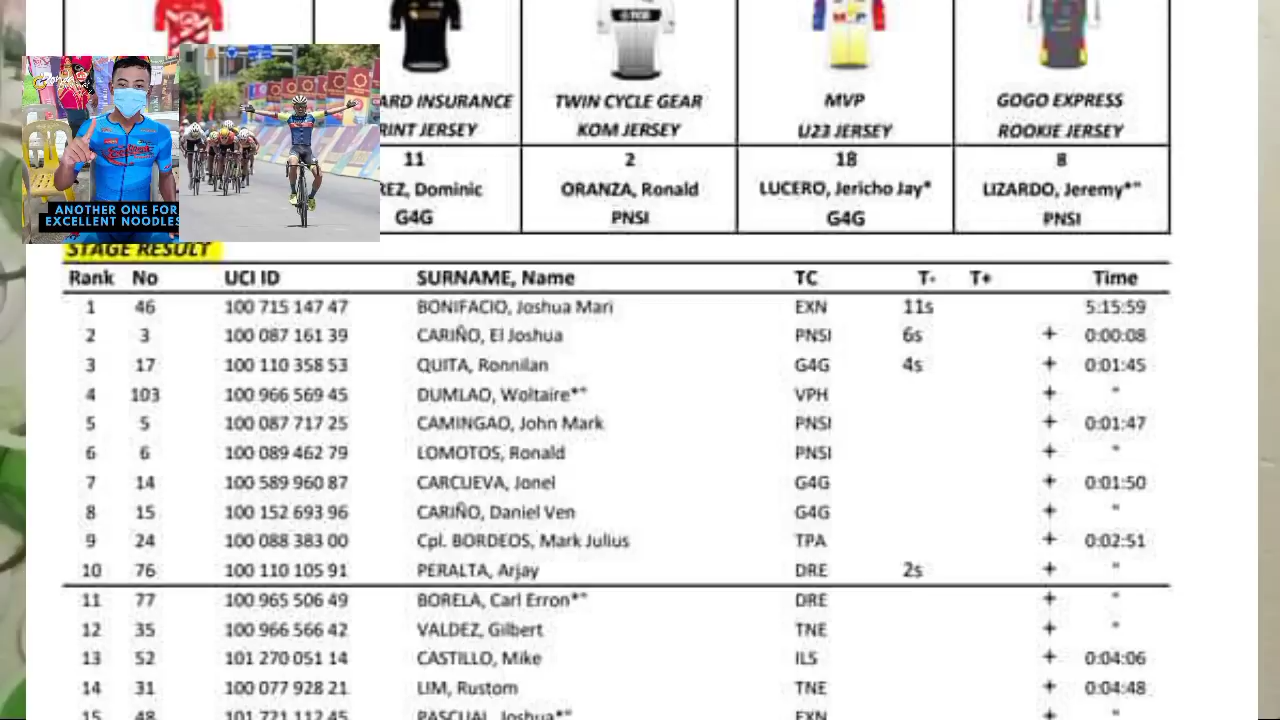 ARD INSURANCE TWIN CYCLE GEAR MVP GOGO EXPRESS
RINT JERSEY KOM JERSEY U23 JERSEY ROOKIE JERSEY
11 2 18 8
REZ, Dominic ORANZA, Ronald LUCERO, Jericho Jay* LIZARDO, Jeremy*"
G4G PNSI G4G PNSI
ANOTHER ONE FOR
EXCELLENT NOODLES
STAGE RESULT
Rank No UCI ID SURNAME, Name TC T- T+ Time
1 46 100 715 147 47 BONIFACIO, Joshua Mari EXN 11s 5:15:59
2 3 100 087 161 39 CARIÑO, El Joshua PNSI 6s + 0:00:08
3 17 100 110 358 53 QUITA, Ronnilan G4G 4s + 0:01:45
4 103 100 966 569 45 DUMLAO, Woltaire*" VPH + "
5 5 100 087 717 25 CAMINGAO, John Mark PNSI + 0:01:47
6 6 100 089 462 79 LOMOTOS, Ronald PNSI + "
7 14 100 589 960 87 CARCUEVA, Jonel G4G + 0:01:50
8 15 100 152 693 96 CARIÑO, Daniel Ven G4G + "
9 24 100 088 383 00 Cpl. BORDEOS, Mark Julius TPA + 0:02:51
10 76 100 110 105 91 PERALTA, Arjay DRE 2s + "
11 77 100 965 506 49 BORELA, Carl Erron*" DRE + "
12 35 100 966 566 42 VALDEZ, Gilbert TNE + "
13 52 101 270 051 14 CASTILLO, Mike ILS + 0:04:06
14 31 100 077 928 21 LIM, Rustom TNE + 0:04:48
15 48 101 721 112 45 PASCUAL, Joshua*" EXN + "